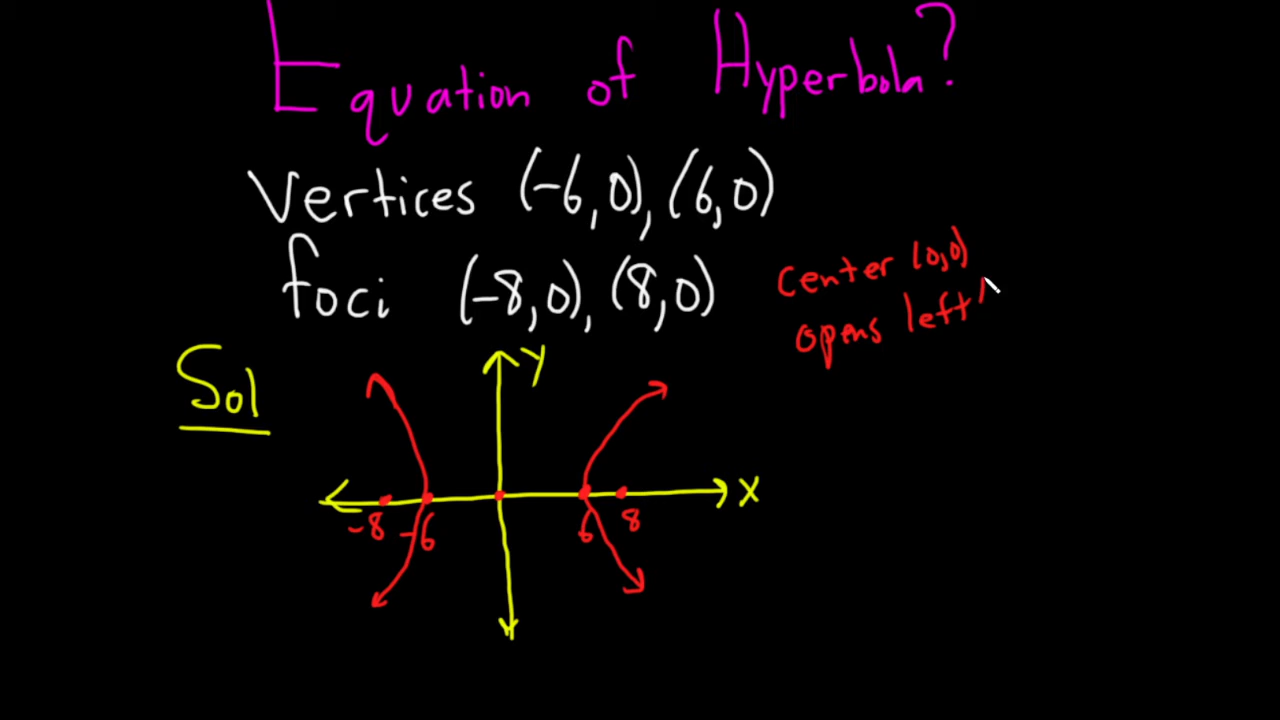 Equation of Hyperbola?
Vertices (-6,0), (6,0)
foci (-8,0), (8,0)
center (0,0)
opens left /
Sol
y
x
-8 -6 6 8